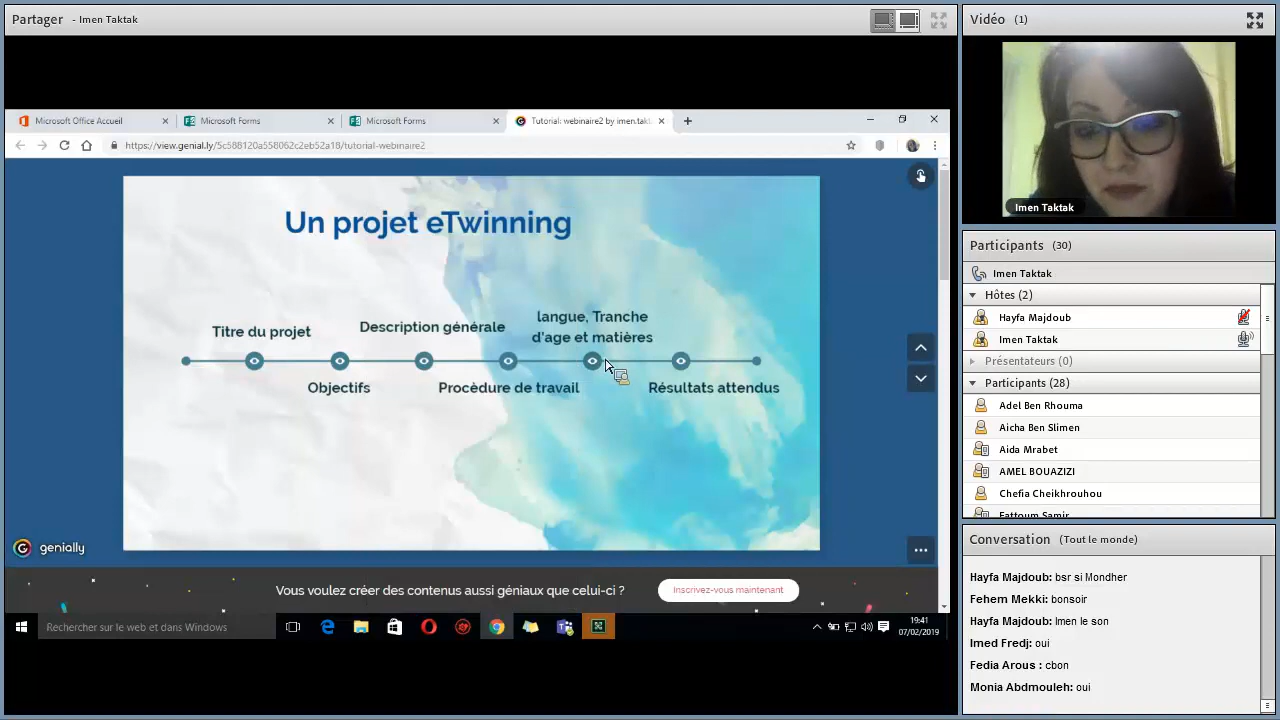 Partager - Imen Taktak
Microsoft Office Accueil
Microsoft Forms
Microsoft Forms
Tutorial: webinaire2 by imen.takt
https://view.genial.ly/5c588120a558062c2eb52a18/tutorial-webinaire2
Un projet eTwinning
Titre du projet
Description générale
langue, Tranche
d'age et matières
Objectifs
Procèdure de travail
Résultats attendus
genially
Vous voulez créer des contenus aussi géniaux que celui-ci ?
Inscrivez-vous maintenant
Rechercher sur le web et dans Windows
19:41
07/02/2019
Vidéo (1)
Imen Taktak
Participants (30)
Imen Taktak
Hôtes (2)
Hayfa Majdoub
Imen Taktak
Présentateurs (0)
Participants (28)
Adel Ben Rhouma
Aicha Ben Slimen
Aida Mrabet
AMEL BOUAZIZI
Chefia Cheikhrouhou
Fattoum Samir
Conversation (Tout le monde)
Hayfa Majdoub: bsr si Mondher
Fehem Mekki: bonsoir
Hayfa Majdoub: Imen le son
Imed Fredj: oui
Fedia Arous : cbon
Monia Abdmouleh: oui